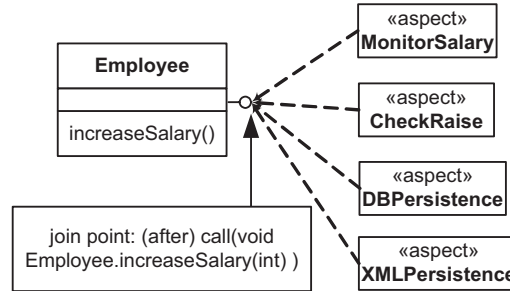 Employee
increaseSalary()
join point: (after) call(void
Employee.increaseSalary(int) )
«aspect»
MonitorSalary
«aspect»
CheckRaise
«aspect»
DBPersistence
«aspect»
XMLPersistence